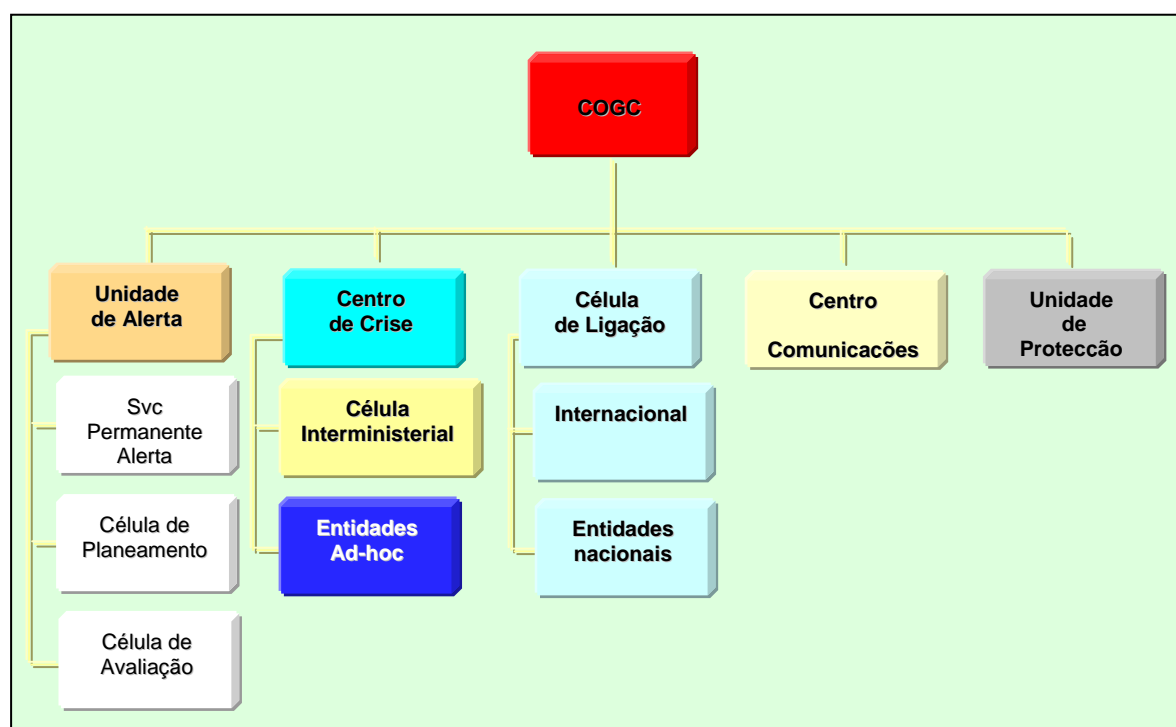 COGC
Unidade
de Alerta
Centro
de Crise
Célula
de Ligação
Centro
Comunicacões
Unidade
de
Protecção
Svc
Permanente
Alerta
Célula
Interministerial
Internacional
Célula de
Planeamento
Entidades
Ad-hoc
Entidades
nacionais
Célula de
Avaliação